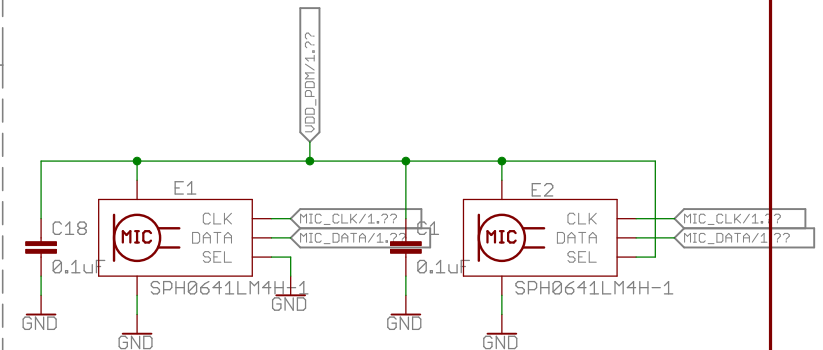 VDD_PDM/1.??
E1
E2
C18
0.1uF
MIC
CLK
DATA
SEL
MIC_CLK/1.??
MIC_DATA/1.??
SPH0641LM4H-1
C1
0.1uF
MIC
CLK
DATA
SEL
MIC_CLK/1.??
MIC_DATA/1.??
SPH0641LM4H-1
GND
GND
GND
GND
GND